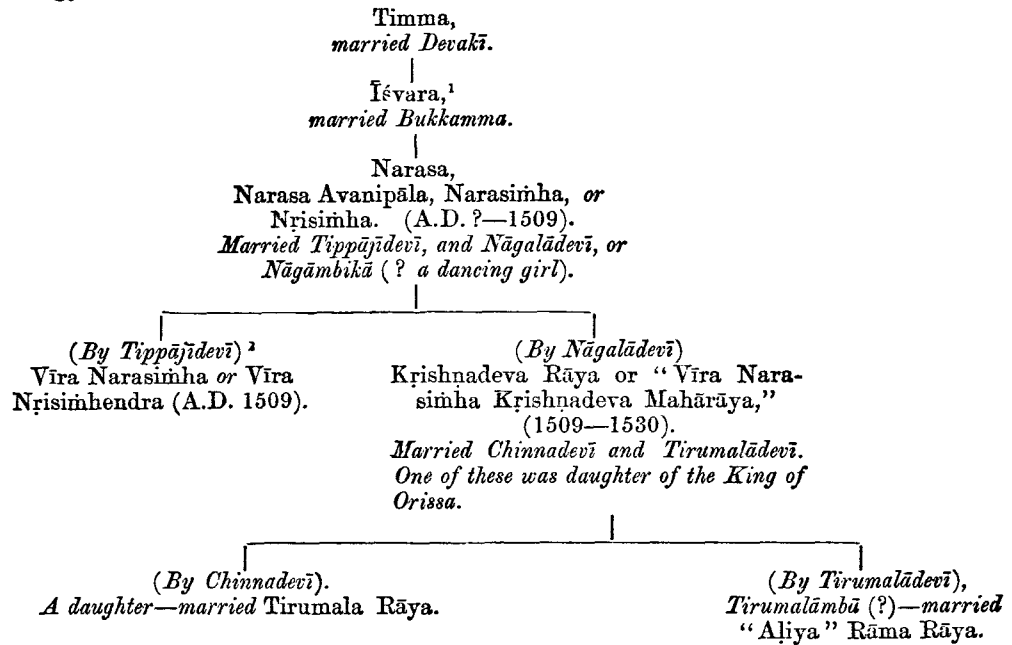 Timma,
married Devakī.
Īśvara,¹
married Bukkamma.
Narasa,
Narasa Avanipāla, Narasiṁha, or
Nṛisiṁha. (A.D. ?—1509).
Married Tippājīdevī, and Nāgalādevī, or
Nāgāmbikā ( ? a dancing girl).
(By Tippājīdevī) ²
Vīra Narasiṁha or Vīra
Nṛisiṁhendra (A.D. 1509).
(By Nāgalādevī)
Kṛishṇadeva Rāya or “Vīra Nara-
siṁha Kṛishṇadeva Mahārāya,”
(1509—1530).
Married Chinnadevī and Tirumalādevī.
One of these was daughter of the King of
Orissa.
(By Chinnadevī).
A daughter—married Tirumala Rāya.
(By Tirumalādevī),
Tirumalāmbā (?)—married
“Aḷiya” Rāma Rāya.